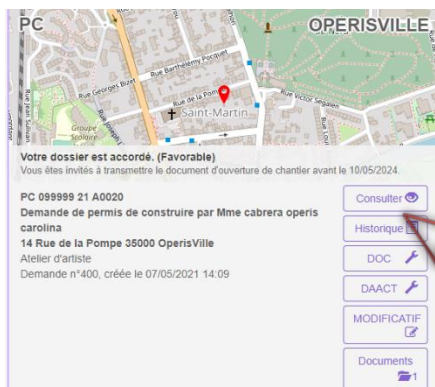 PC OPERISVILLE
Rue Barthélémy Pocquet
Rue Georges Bizet
Rue de la Pom
Rue Victor Segalen
Saint-Martin
Groupe
Scolaire
Votre dossier est accordé. (Favorable)
Vous êtes invités à transmettre le document d'ouverture de chantier avant le 10/05/2024.
PC 099999 21 A0020
Demande de permis de construire par Mme cabrera operis
carolina
14 Rue de la Pompe 35000 OperisVille
Atelier d'artiste
Demande n°400, créée le 07/05/2021 14:09
Consulter
Historique
DOC
DAACT
MODIFICATIF
Documents
1